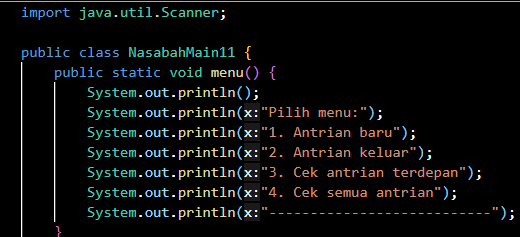 import java.util.Scanner;
public class NasabahMain11 {
public static void menu() {
System.out.println();
System.out.println(x:"Pilih menu:");
System.out.println(x:"1. Antrian baru");
System.out.println(x:"2. Antrian keluar");
System.out.println(x:"3. Cek antrian terdepan");
System.out.println(x:"4. Cek semua antrian");
System.out.println(x:"---------------------------");
}